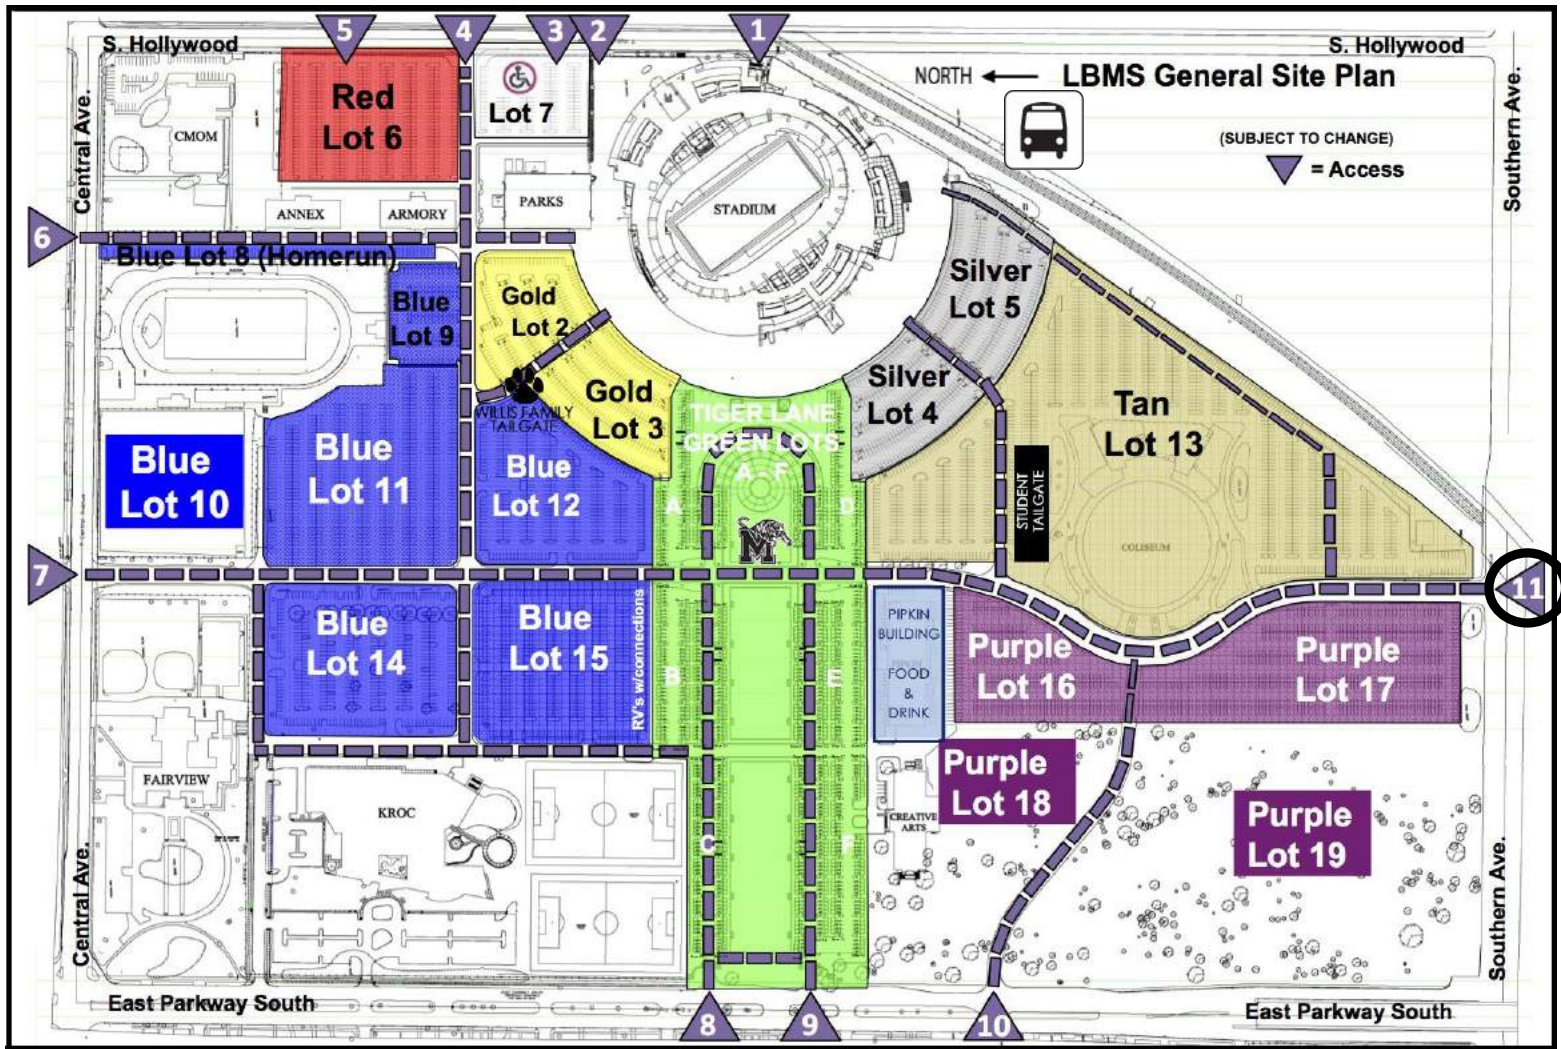 5
4
3
2
1
S. Hollywood
S. Hollywood
NORTH
LBMS General Site Plan
(SUBJECT TO CHANGE)
= Access
Central Ave.
Southern Ave.
Red
Lot 6
Lot 7
CMOM
ANNEX
ARMORY
PARKS
STADIUM
6
Blue Lot 8 (Homerun)
Blue
Lot 9
Gold
Lot 2
Gold
Lot 3
WILLIS FAMILY
TAILGATE
Silver
Lot 5
Silver
Lot 4
TIGER LANE
GREEN LOTS
A - F
Tan
Lot 13
STUDENT
TAILGATE
COLISEUM
Blue
Lot 10
Blue
Lot 11
Blue
Lot 12
A
D
M
7
11
Blue
Lot 14
Blue
Lot 15
RV's w/connections
B
E
PIPKIN
BUILDING
FOOD
&
DRINK
Purple
Lot 16
Purple
Lot 17
Purple
Lot 18
Purple
Lot 19
FAIRVIEW
KROC
CREATIVE
ARTS
C
F
Central Ave.
Southern Ave.
East Parkway South
East Parkway South
8
9
10